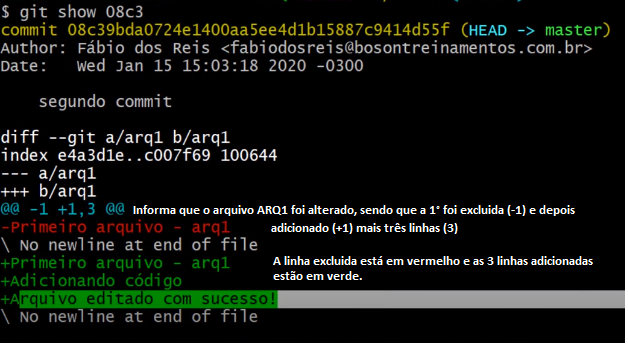 $ git show 08c3
commit 08c39bda0724e1400aa5ee4d1b15887c9414d55f (HEAD -> master)
Author: Fábio dos Reis <fabiodosreis@bosontreinamentos.com.br>
Date:   Wed Jan 15 15:03:18 2020 -0300
segundo commit
diff --git a/arq1 b/arq1
index e4a3d1e..c007f69 100644
--- a/arq1
+++ b/arq1
@@ -1 +1,3 @@ Informa que o arquivo ARQ1 foi alterado, sendo que a 1° foi excluida (-1) e depois
-Primeiro arquivo - arq1 adicionado (+1) mais três linhas (3)
\ No newline at end of file
+Primeiro arquivo - arq1 A linha excluida está em vermelho e as 3 linhas adicionadas
+Adicionando código estão em verde.
+Arquivo editado com sucesso!
\ No newline at end of file